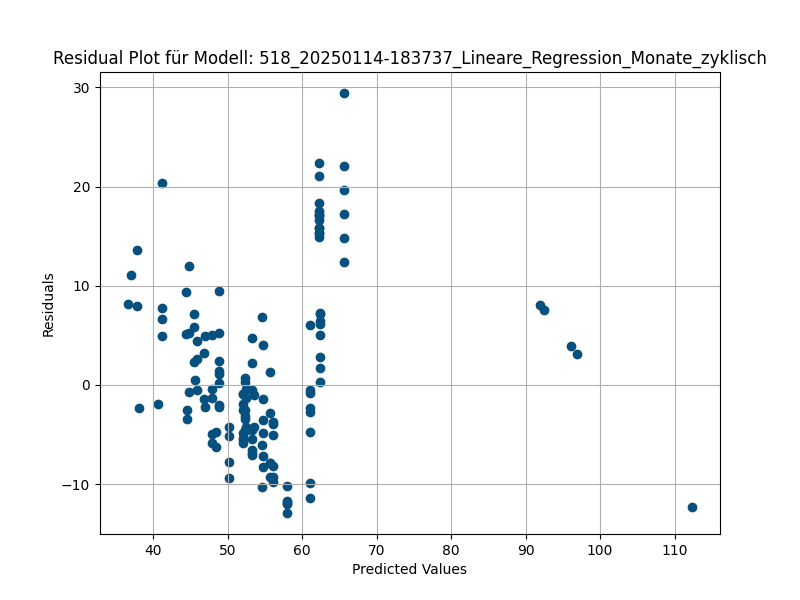 Residual Plot für Modell: 518_20250114-183737_Lineare_Regression_Monate_zyklisch
30
20
10
0
−10
Residuals
40 50 60 70 80 90 100 110
Predicted Values